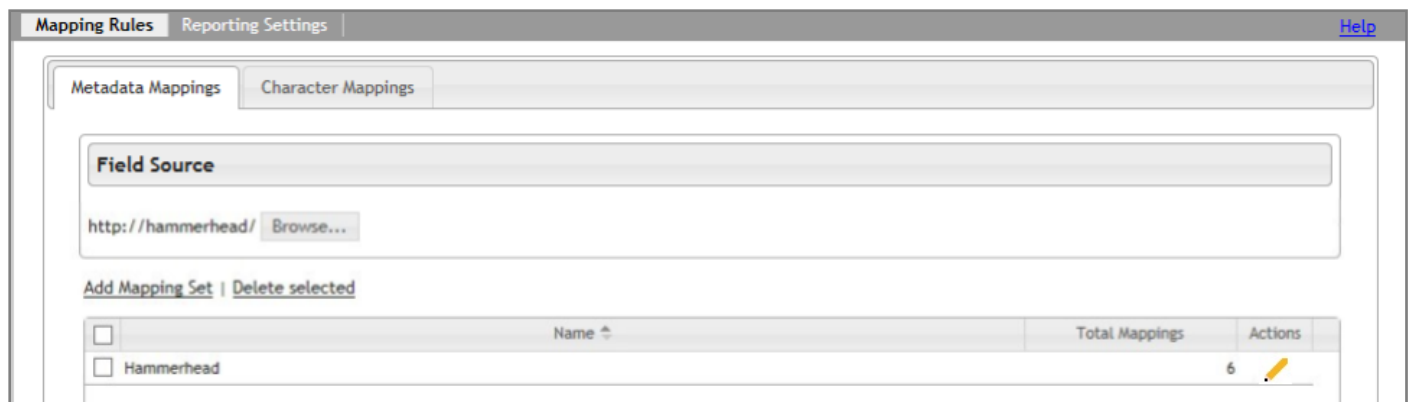 Mapping Rules Reporting Settings Help
Metadata Mappings Character Mappings
Field Source
http://hammerhead/ Browse...
Add Mapping Set | Delete selected
Name Total Mappings Actions
Hammerhead 6